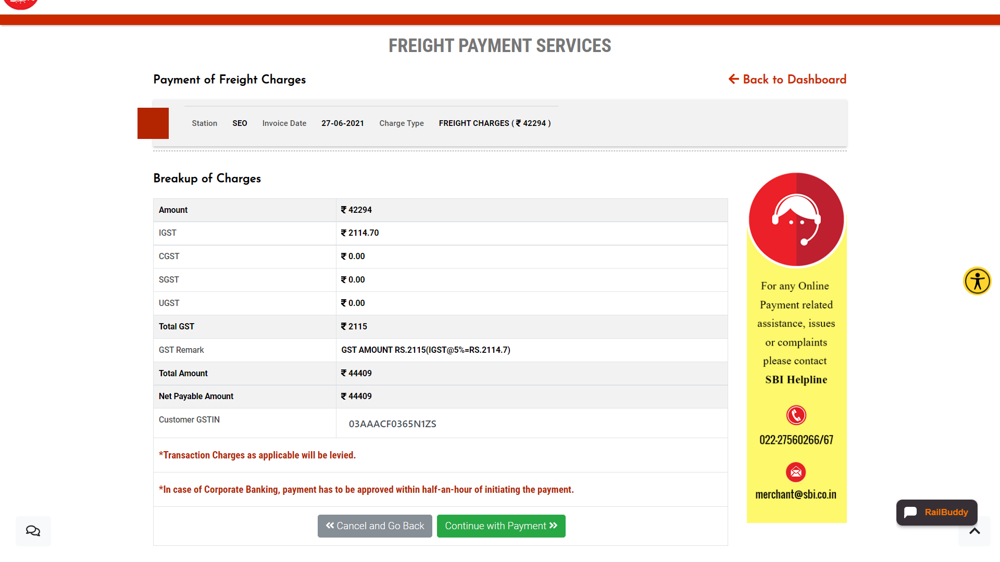 FREIGHT PAYMENT SERVICES
Payment of Freight Charges
Back to Dashboard
Station SEO Invoice Date 27-06-2021 Charge Type FREIGHT CHARGES ( ₹ 42294 )
Breakup of Charges
Amount ₹ 42294
IGST ₹ 2114.70
CGST ₹ 0.00
SGST ₹ 0.00
UGST ₹ 0.00
Total GST ₹ 2115
GST Remark GST AMOUNT RS.2115(IGST@5%=RS.2114.7)
Total Amount ₹ 44409
Net Payable Amount ₹ 44409
Customer GSTIN 03AAACF0365N1ZS
*Transaction Charges as applicable will be levied.
*In case of Corporate Banking, payment has to be approved within half-an-hour of initiating the payment.
Cancel and Go Back Continue with Payment
For any Online
Payment related
assistance, issues
or complaints
please contact
SBI Helpline
022-27560266/67
merchant@sbi.co.in
RailBuddy